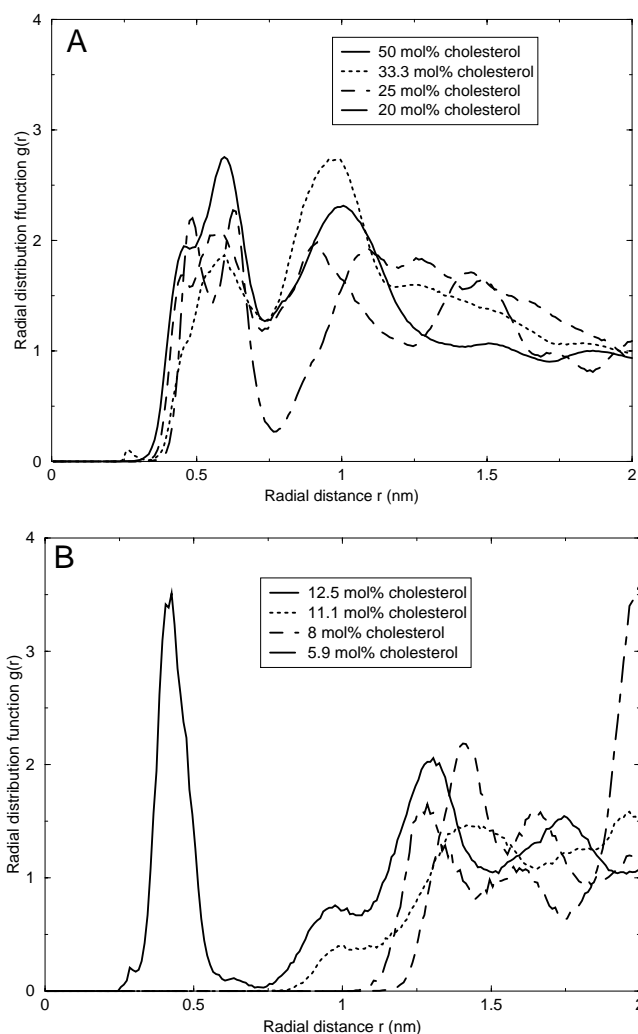 A
4
50 mol% cholesterol
33.3 mol% cholesterol
25 mol% cholesterol
20 mol% cholesterol
3
Radial distribution ffunction g(r)
2
1
0
0 0.5 1 1.5 2
Radial distance r (nm)
B
4
12.5 mol% cholesterol
11.1 mol% cholesterol
8 mol% cholesterol
5.9 mol% cholesterol
3
Radial distribution function g(r)
2
1
0
0 0.5 1 1.5 2
Radial distance r (nm)